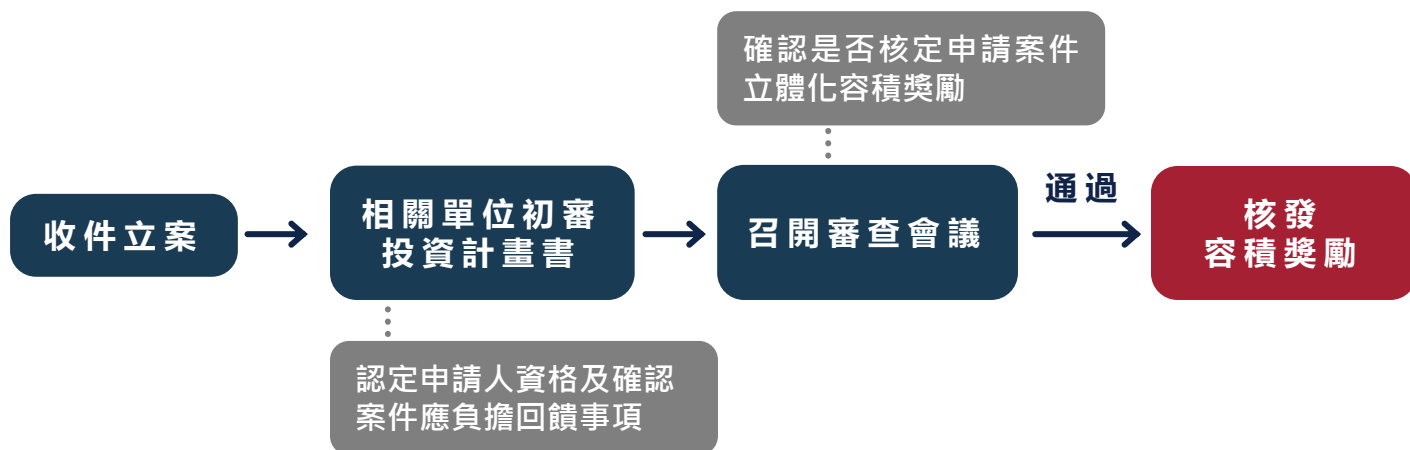 確認是否核定申請案件
立體化容積獎勵
收件立案
相關單位初審
投資計畫書
召開審查會議
通過
核發
容積獎勵
認定申請人資格及確認
案件應負擔回饋事項